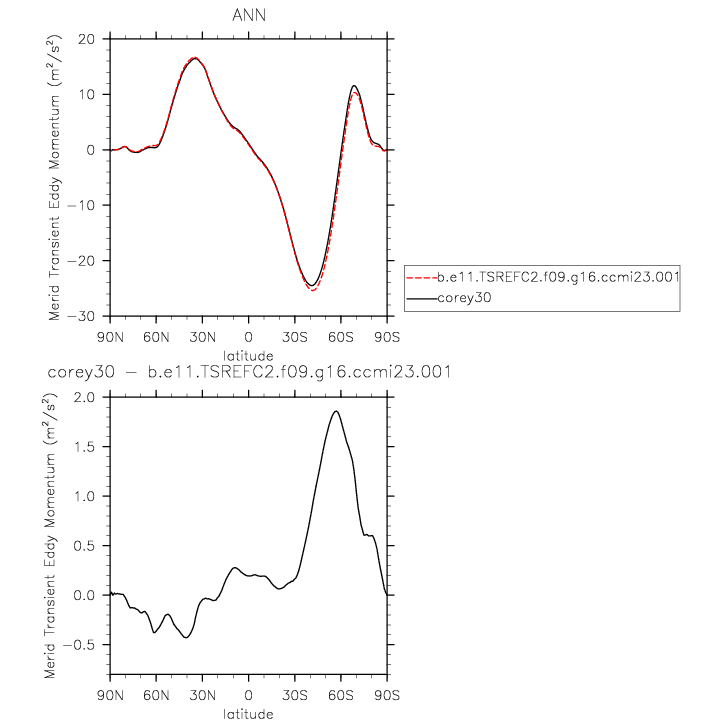 ANN
Merid Transient Eddy Momentum (m²/s²)
20
10
0
−10
−20
−30
90N 60N 30N 0 30S 60S 90S
latitude
b.e11.TSREFC2.f09.g16.ccmi23.001
corey30
corey30 − b.e11.TSREFC2.f09.g16.ccmi23.001
Merid Transient Eddy Momentum (m²/s²)
2.0
1.5
1.0
0.5
0.0
−0.5
90N 60N 30N 0 30S 60S 90S
latitude